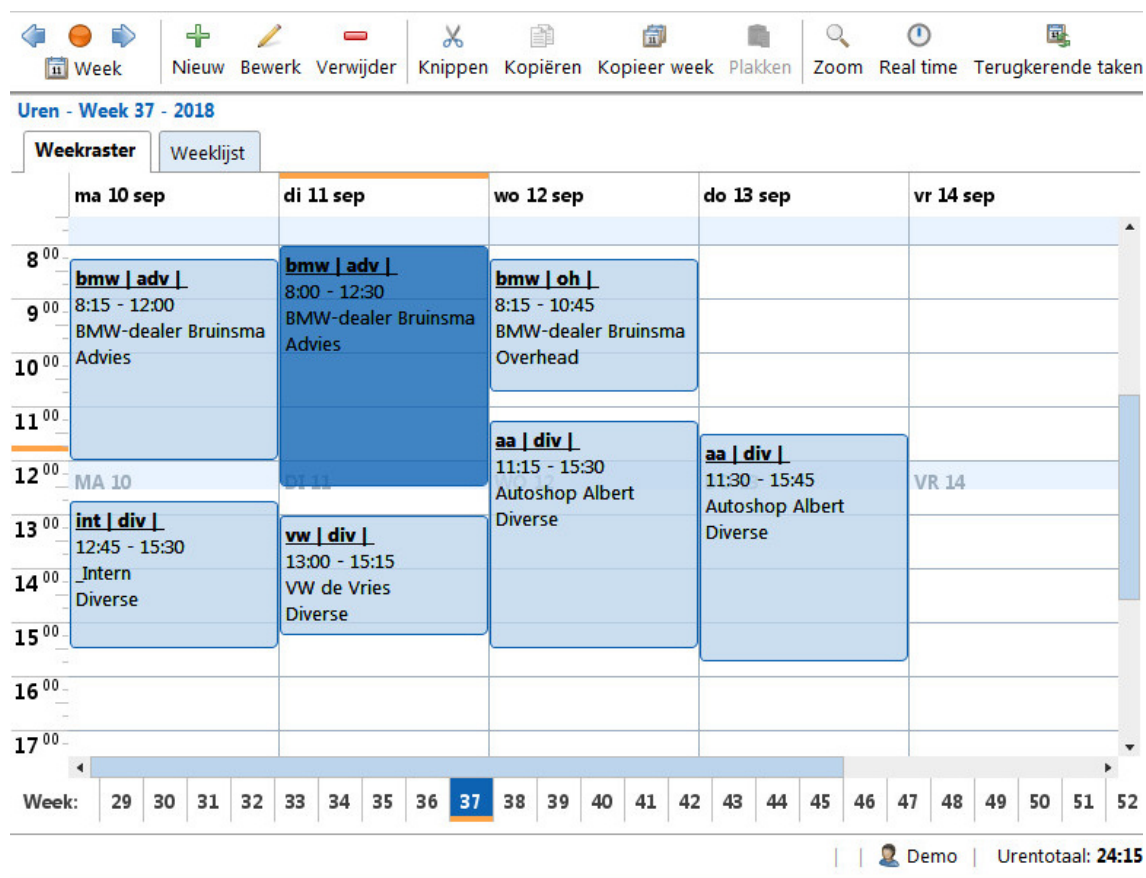 Week Nieuw Bewerk Verwijder Knippen Kopiëren Kopieer week Plakken Zoom Real time Terugkerende taken
Uren - Week 37 - 2018
Weekraster Weeklijst
ma 10 sep di 11 sep wo 12 sep do 13 sep vr 14 sep
8 00
9 00
10 00
11 00
12 00
13 00
14 00
15 00
16 00
17 00
bmw | adv |
8:15 - 12:00
BMW-dealer Bruinsma
Advies
MA 10
int | div |
12:45 - 15:30
_Intern
Diverse
bmw | adv |
8:00 - 12:30
BMW-dealer Bruinsma
Advies
DI 11
vw | div |
13:00 - 15:15
VW de Vries
Diverse
bmw | oh |
8:15 - 10:45
BMW-dealer Bruinsma
Overhead
aa | div |
11:15 - 15:30
WO 12
Autoshop Albert
Diverse
aa | div |
11:30 - 15:45
Autoshop Albert
Diverse
VR 14
Week: 29 30 31 32 33 34 35 36 37 38 39 40 41 42 43 44 45 46 47 48 49 50 51 52
| | Demo | Urentotaal: 24:15